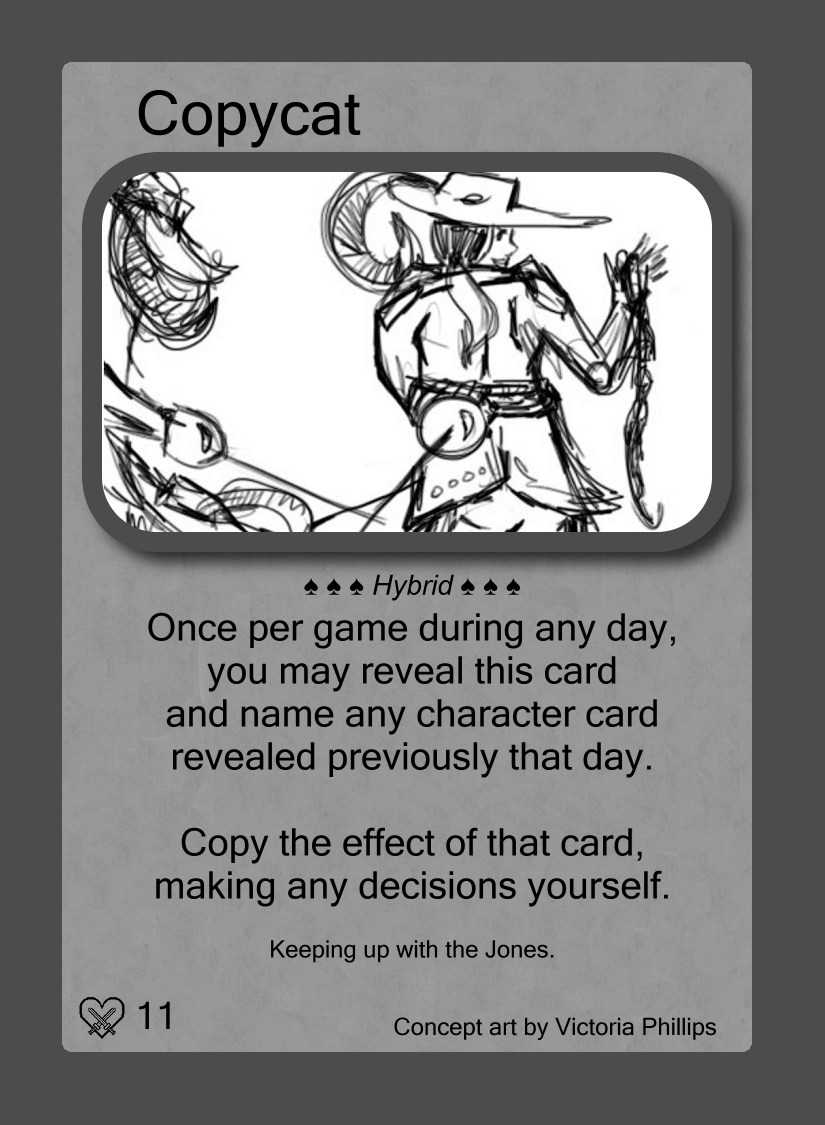 Copycat
♠ ♠ ♠ Hybrid ♠ ♠ ♠
Once per game during any day,
you may reveal this card
and name any character card
revealed previously that day.
Copy the effect of that card,
making any decisions yourself.
Keeping up with the Jones.
11
Concept art by Victoria Phillips